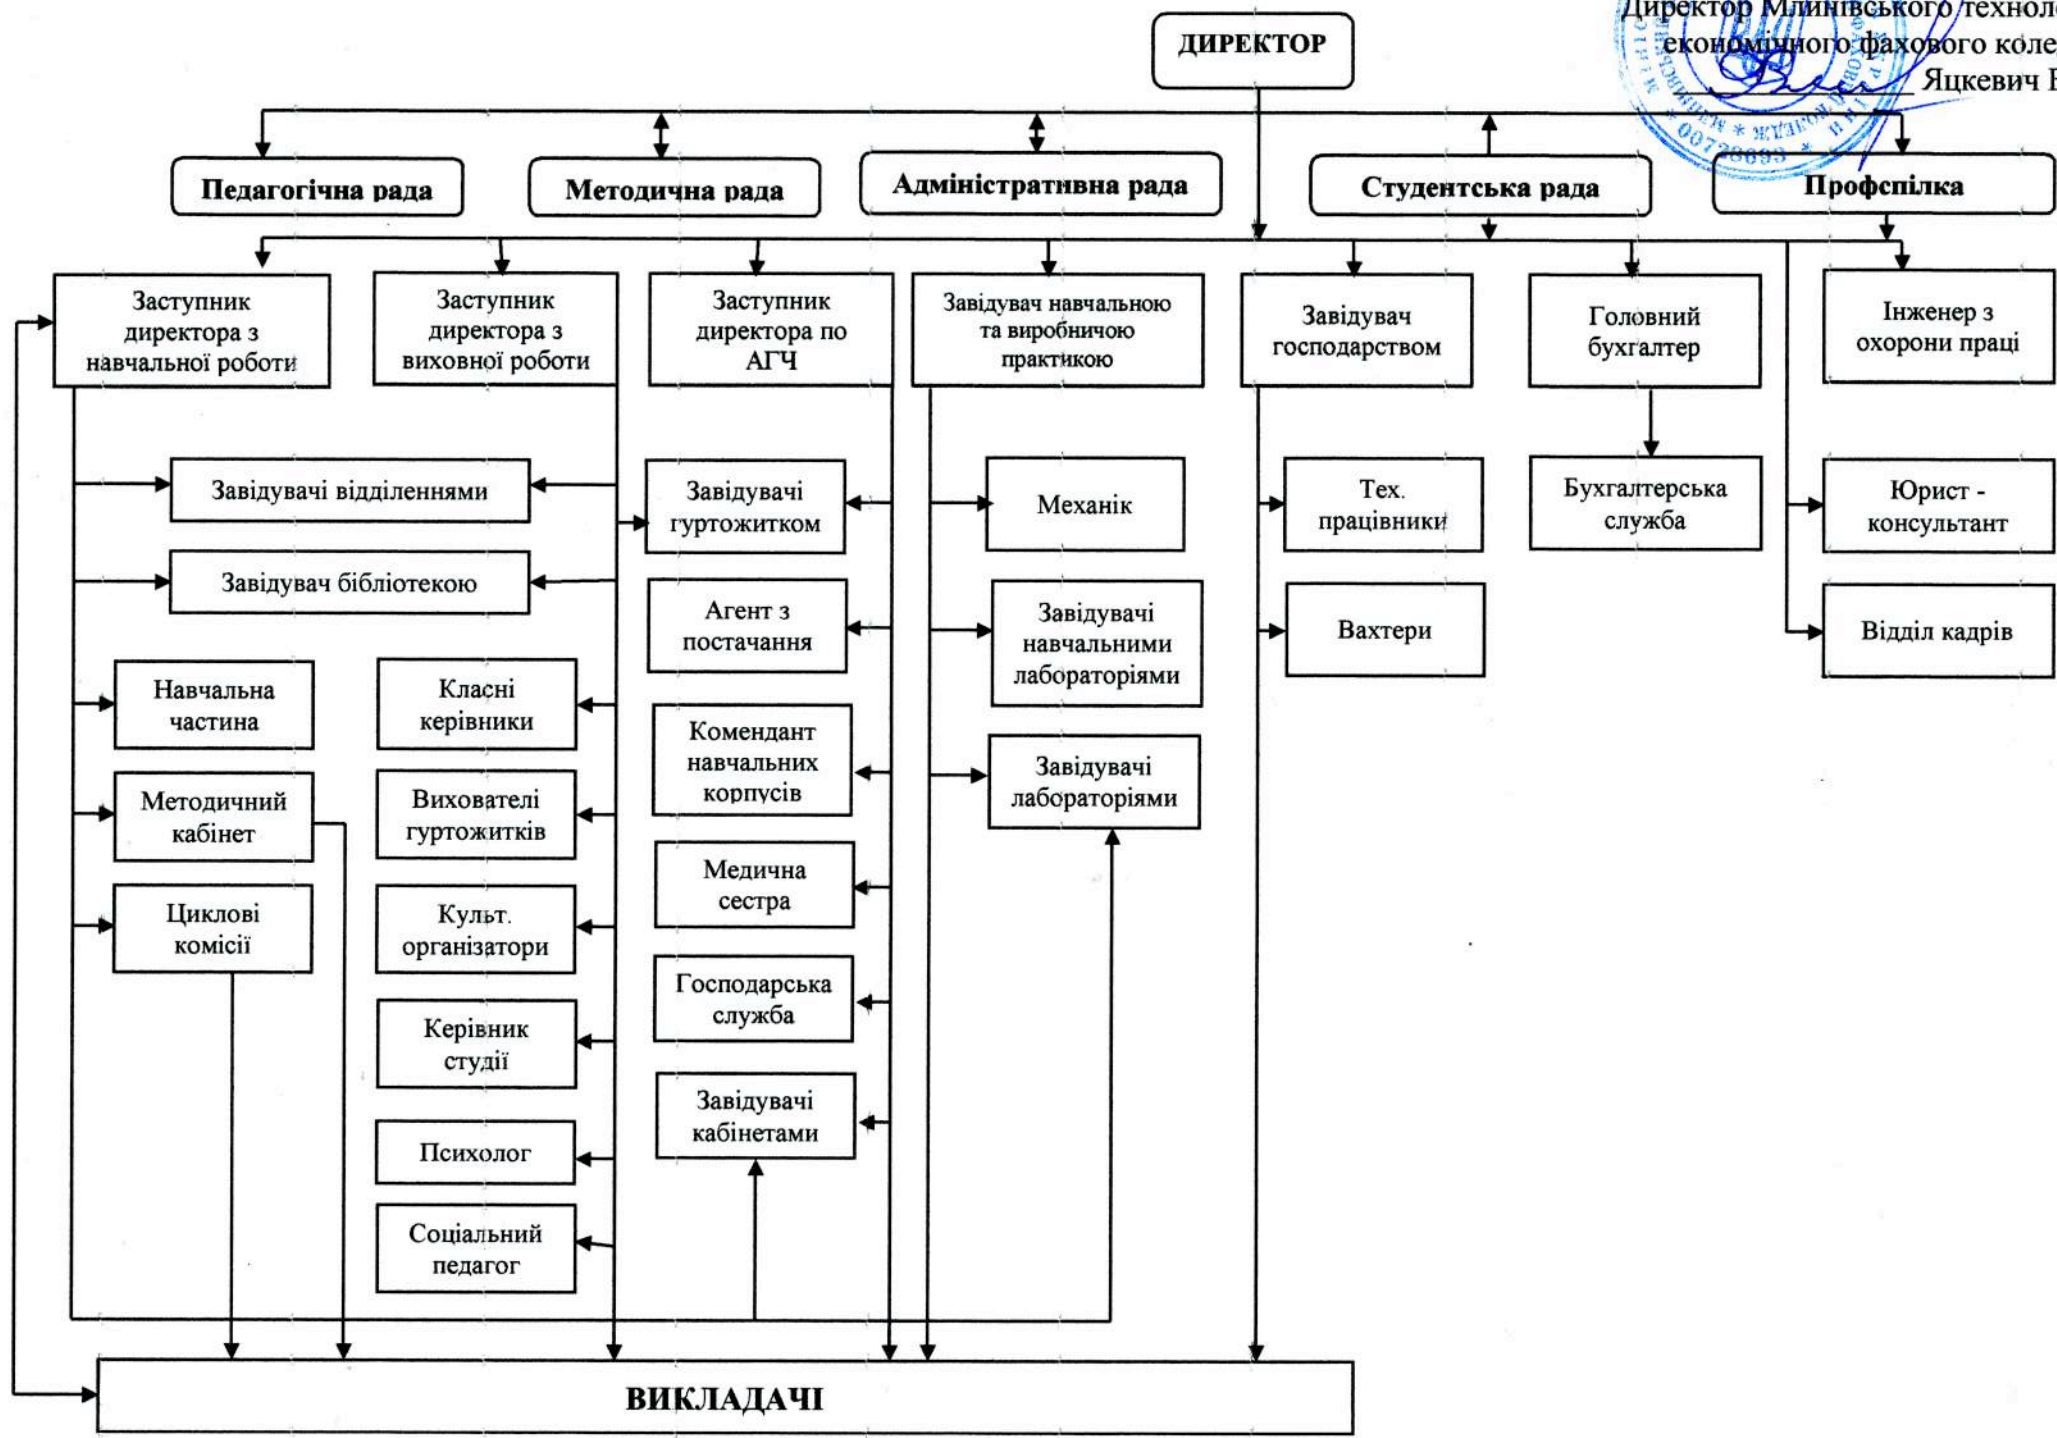 Директор Млинівського техноло
економічного фахового коле
Яцкевич В
ДИРЕКТОР
Педагогічна рада
Методична рада
Адміністративна рада
Студентська рада
Профспілка
Заступник
директора з
навчальної роботи
Заступник
директора з
виховної роботи
Заступник
директора по
АГЧ
Завідувач навчальною
та виробничою
практикою
Завідувач
господарством
Головний
бухгалтер
Інженер з
охорони праці
Завідувачі відділеннями
Завідувач бібліотекою
Навчальна
частина
Методичний
кабінет
Циклові
комісії
Класні
керівники
Вихователі
гуртожитків
Культ.
організатори
Керівник
студії
Психолог
Соціальний
педагог
Завідувачі
гуртожитком
Агент з
постачання
Комендант
навчальних
корпусів
Медична
сестра
Господарська
служба
Завідувачі
кабінетами
Механік
Завідувачі
навчальними
лабораторіями
Завідувачі
лабораторіями
Тех.
працівники
Вахтери
Бухгалтерська
служба
Юрист -
консультант
Відділ кадрів
ВИКЛАДАЧІ